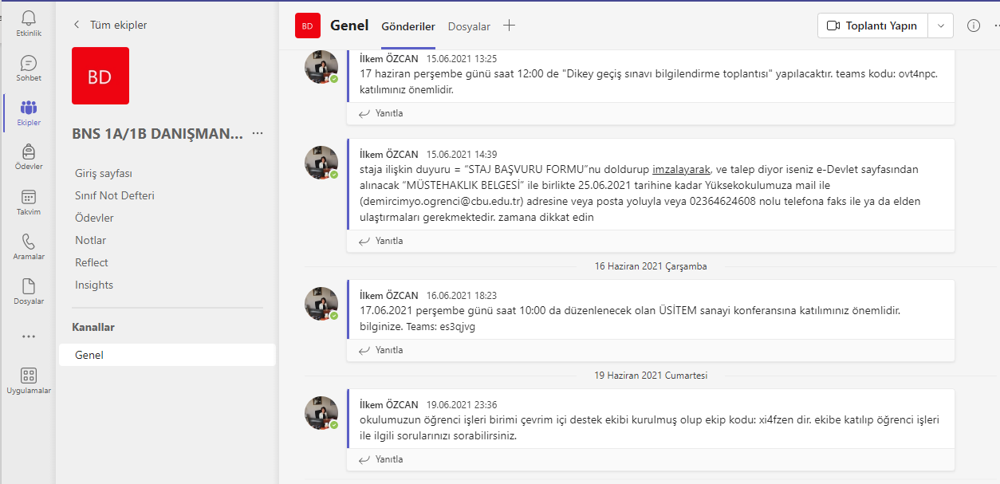 Etkinlik
Sohbet
Ekipler
Ödevler
Takvim
Aramalar
Dosyalar
Uygulamalar
Tüm ekipler
BD
BNS 1A/1B DANIŞMAN...
Giriş sayfası
Sınıf Not Defteri
Ödevler
Notlar
Reflect
Insights
Kanallar
Genel
BD Genel Gönderiler Dosyalar
Toplantı Yapın
İlkem ÖZCAN 15.06.2021 13:25
17 haziran perşembe günü saat 12:00 de "Dikey geçiş sınavı bilgilendirme toplantısı" yapılacaktır. teams kodu: ovt4npc.
katılımınız önemlidir.
Yanıtla
İlkem ÖZCAN 15.06.2021 14:39
staja ilişkin duyuru = “STAJ BAŞVURU FORMU”nu doldurup imzalayarak, ve talep diyor iseniz e-Devlet sayfasından
alınacak “MÜSTEHAKLIK BELGESİ” ile birlikte 25.06.2021 tarihine kadar Yüksekokulumuza mail ile
(demircimyo.ogrenci@cbu.edu.tr) adresine veya posta yoluyla veya 02364624608 nolu telefona faks ile ya da elden
ulaştırmaları gerekmektedir. zamana dikkat edin
Yanıtla
16 Haziran 2021 Çarşamba
İlkem ÖZCAN 16.06.2021 18:23
17.06.2021 perşembe günü saat 10:00 da düzenlenecek olan ÜSİTEM sanayi konferansına katılımınız önemlidir.
bilginize. Teams: es3qjvg
Yanıtla
19 Haziran 2021 Cumartesi
İlkem ÖZCAN 19.06.2021 23:36
okulumuzun öğrenci işleri birimi çevrim içi destek ekibi kurulmuş olup ekip kodu: xi4fzen dir. ekibe katılıp öğrenci işleri
ile ilgili sorularınızı sorabilirsiniz.
Yanıtla